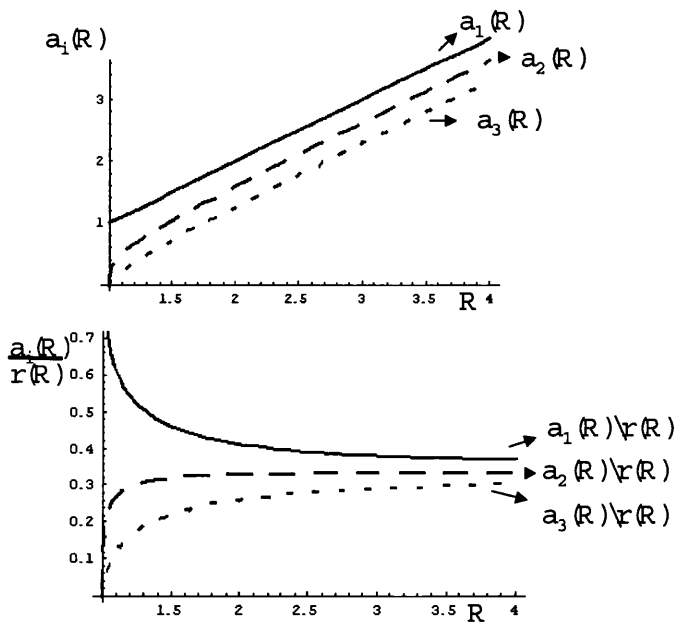 a₁(R)
aᵢ(R)
a₂(R)
3
a₃(R)
2
1
1.5 2 2.5 3 3.5 4
R
0.7
aᵢ(R)
r(R)
0.6
0.5
a₁(R)\r(R)
0.4
a₂(R)\r(R)
0.3
a₃(R)\r(R)
0.2
0.1
1.5 2 2.5 3 3.5 4
R